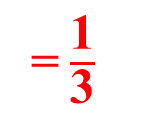 = 1/3